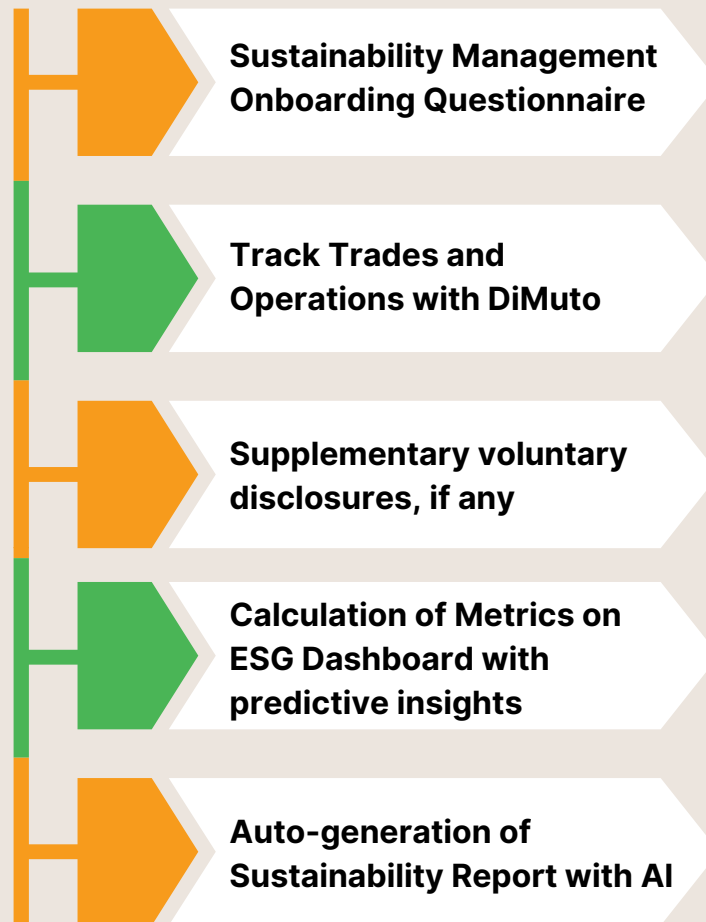 Sustainability Management
Onboarding Questionnaire
Track Trades and
Operations with DiMuto
Supplementary voluntary
disclosures, if any
Calculation of Metrics on
ESG Dashboard with
predictive insights
Auto-generation of
Sustainability Report with AI